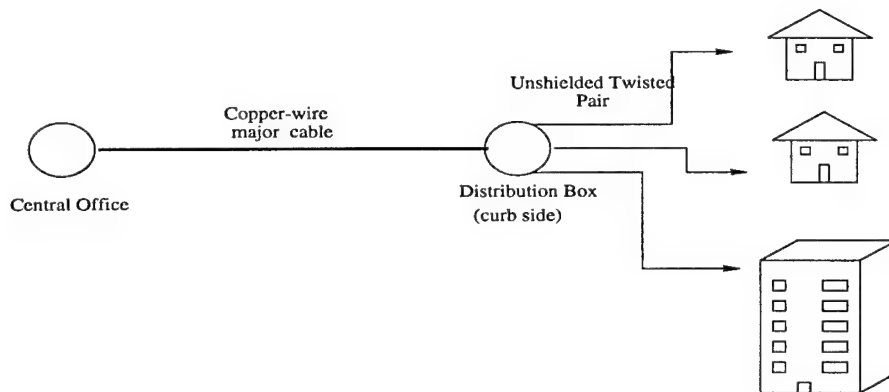 Unshielded Twisted
Pair
Copper-wire
major cable
Central Office
Distribution Box
(curb side)